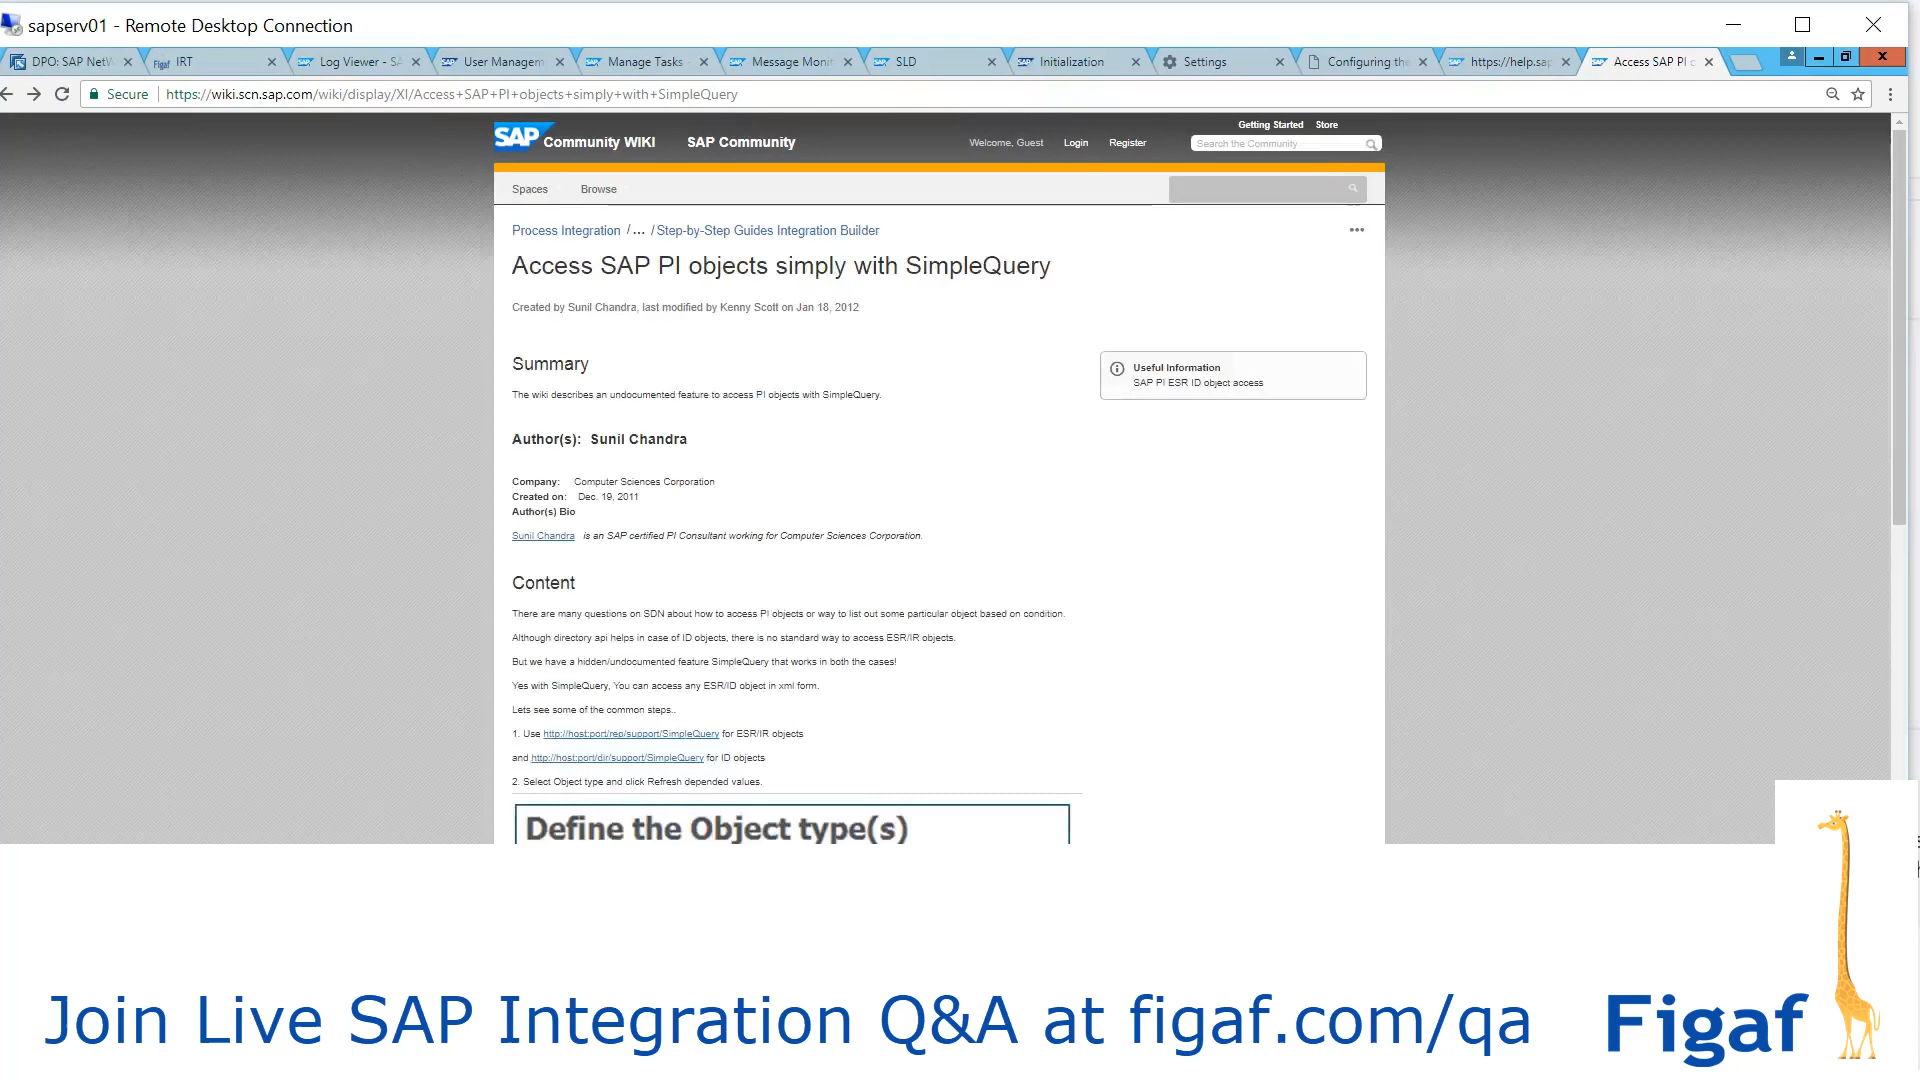 sapserv01 - Remote Desktop Connection
DPO: SAP NetW
Figaf IRT
Log Viewer - SA
User Managem
Manage Tasks -
Message Monit
SLD
Initialization
Settings
Configuring the
https://help.sap
Access SAP PI o
Secure
https://wiki.scn.sap.com/wiki/display/XI/Access+SAP+PI+objects+simply+with+SimpleQuery
Getting Started Store
SAP Community WIKI SAP Community Welcome, Guest Login Register Search the Community
Spaces Browse
Process Integration / ... / Step-by-Step Guides Integration Builder
Access SAP PI objects simply with SimpleQuery
Created by Sunil Chandra, last modified by Kenny Scott on Jan 18, 2012
Summary
The wiki describes an undocumented feature to access PI objects with SimpleQuery.
Useful Information
SAP PI ESR ID object access
Author(s): Sunil Chandra
Company: Computer Sciences Corporation
Created on: Dec. 19, 2011
Author(s) Bio
Sunil Chandra is an SAP certified PI Consultant working for Computer Sciences Corporation.
Content
There are many questions on SDN about how to access PI objects or way to list out some particular object based on condition.
Although directory api helps in case of ID objects, there is no standard way to access ESR/IR objects.
But we have a hidden/undocumented feature SimpleQuery that works in both the cases!
Yes with SimpleQuery, You can access any ESR/ID object in xml form.
Lets see some of the common steps..
1. Use http://host:port/rep/support/SimpleQuery for ESR/IR objects
and http://host:port/dir/support/SimpleQuery for ID objects
2. Select Object type and click Refresh depended values.
Define the Object type(s)
Join Live SAP Integration Q&A at figaf.com/qa
Figaf